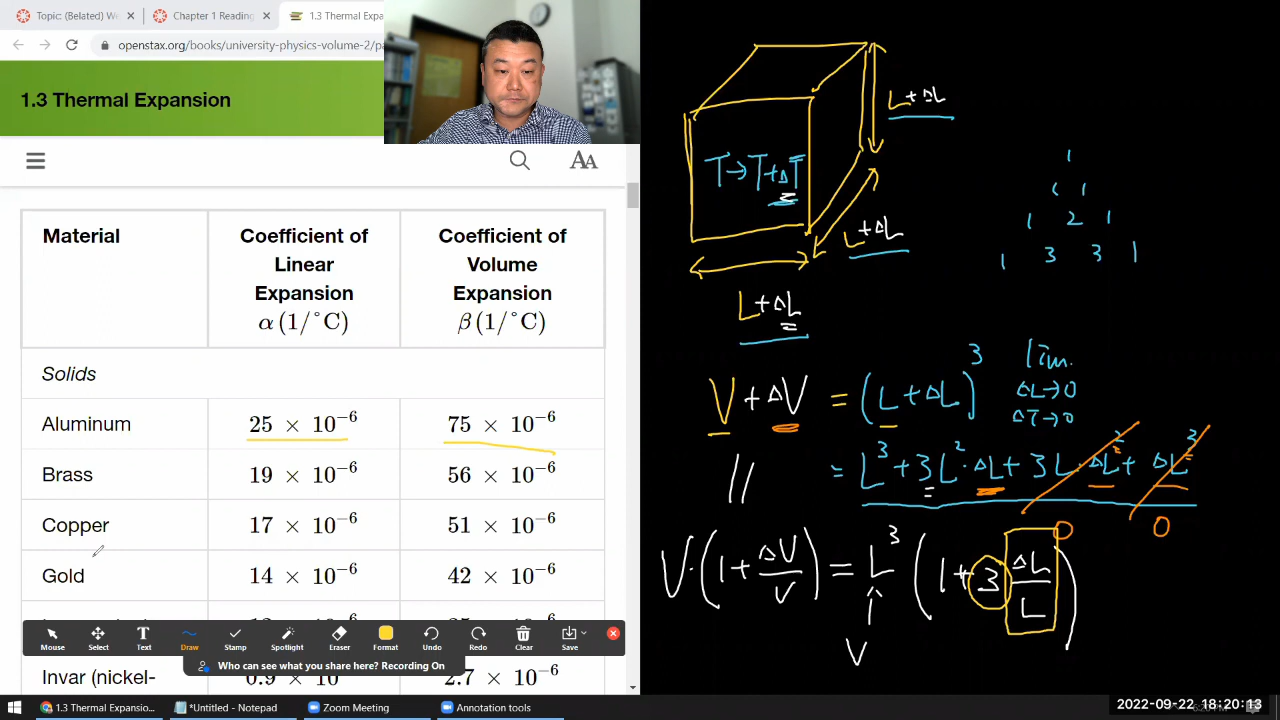 Topic: (Belated) W
Chapter 1 Reading
1.3 Thermal Ex
openstax.org/books/university-physics-volume-2/pa
1.3 Thermal Expansion
AA
Material
Coefficient of Linear Expansion α (1/°C)
Coefficient of Volume Expansion β (1/°C)
Solids
Aluminum 25 × 10⁻⁶ 75 × 10⁻⁶
Brass 19 × 10⁻⁶ 56 × 10⁻⁶
Copper 17 × 10⁻⁶ 51 × 10⁻⁶
Gold 14 × 10⁻⁶ 42 × 10⁻⁶
Mouse Select Text Draw Stamp Spotlight Eraser Format Undo Redo Clear Save
Who can see what you share here? Recording On
Invar (nickel- 0.9 × 10 2.7 × 10⁻⁶
L+ΔL
T→T+ΔT
L+ΔL
L+ΔL
1
1 1
1 2 1
1 3 3 1
V + ΔV = (L + ΔL)³
lim.
ΔL→0
ΔT→0
= L³ + 3L²·ΔL + 3L·ΔL² + ΔL³
0 0
V·(1 + ΔV/V) = L³ (1 + 3 ΔL/L)
V
1.3 Thermal Expansio...
*Untitled - Notepad
Zoom Meeting
Annotation tools
2022-09-22 18:20:13